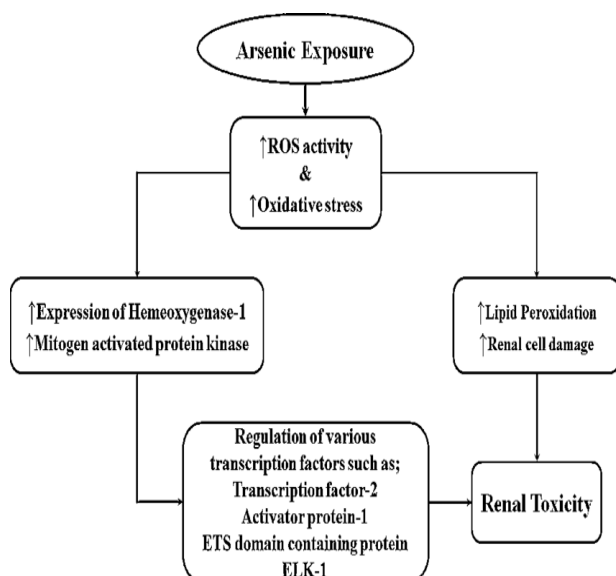 Arsenic Exposure
↑ROS activity
&
↑Oxidative stress
↑Expression of Hemeoxygenase-1
↑Mitogen activated protein kinase
↑Lipid Peroxidation
↑Renal cell damage
Regulation of various
transcription factors such as;
Transcription factor-2
Activator protein-1
ETS domain containing protein
ELK-1
Renal Toxicity